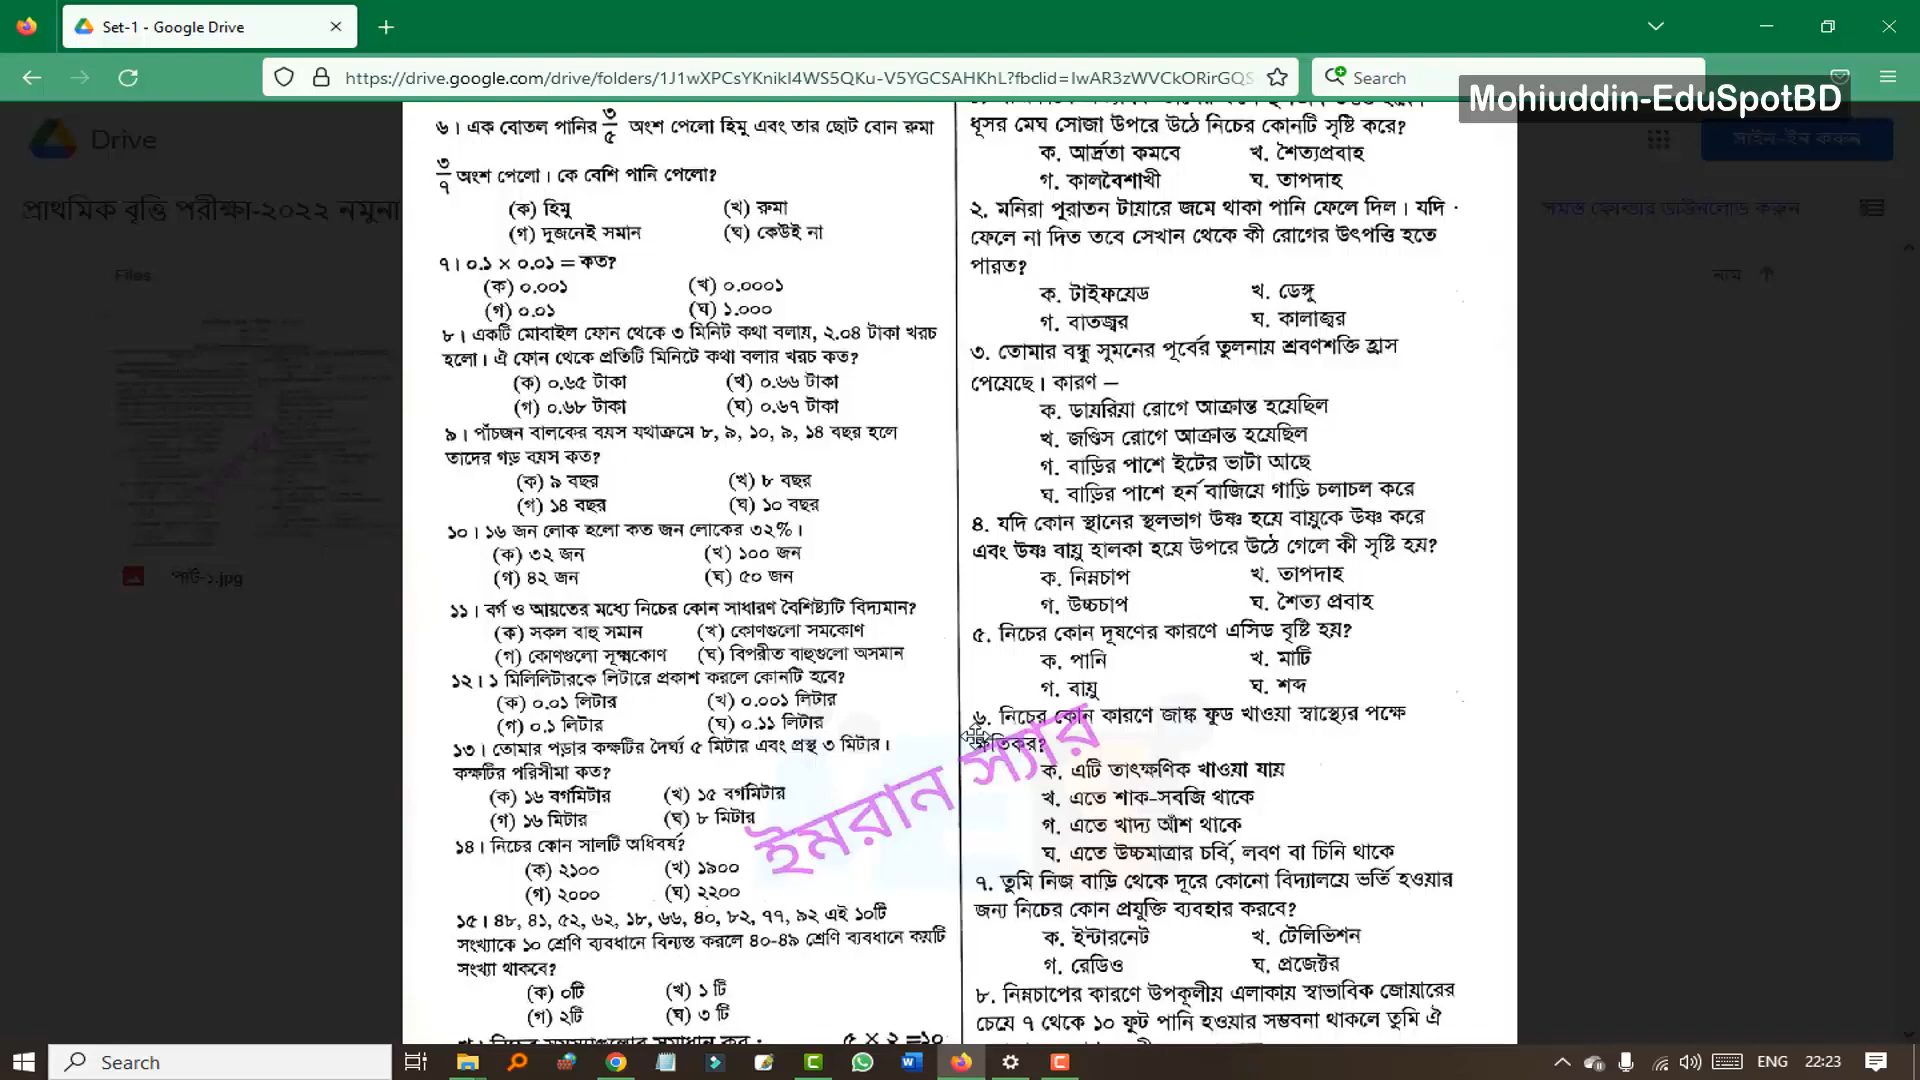 Set-1 - Google Drive
https://drive.google.com/drive/folders/1J1wXPCsYKnikI4WS5QKu-V5YGCSAHKhL?fbclid=IwAR3zWVCkORirGQS
Search
Mohiuddin-EduSpotBD
Drive
সাইন-ইন করুন
প্রাথমিক বৃত্তি পরীক্ষা-২০২২ নমুনা
সমস্ত ফোল্ডার ডাউনলোড করুন
Files
নাম
পার্ট-১.jpg
৬। এক বোতল পানির ৩/৫ অংশ পেলো হিমু এবং তার ছোট বোন রুমা
৩/৭ অংশ পেলো। কে বেশি পানি পেলো?
(ক) হিমু (খ) রুমা
(গ) দুজনেই সমান (ঘ) কেউই না
৭। ০.১ × ০.০১ = কত?
(ক) ০.০০১ (খ) ০.০০০১
(গ) ০.০১ (ঘ) ১.০০০
৮। একটি মোবাইল ফোন থেকে ৩ মিনিট কথা বলায়, ২.০৪ টাকা খরচ
হলো। ঐ ফোন থেকে প্রতিটি মিনিটে কথা বলার খরচ কত?
(ক) ০.৬৫ টাকা (খ) ০.৬৬ টাকা
(গ) ০.৬৮ টাকা (ঘ) ০.৬৭ টাকা
৯। পাঁচজন বালকের বয়স যথাক্রমে ৮, ৯, ১০, ৯, ১৪ বছর হলে
তাদের গড় বয়স কত?
(ক) ৯ বছর (খ) ৮ বছর
(গ) ১৪ বছর (ঘ) ১০ বছর
১০। ১৬ জন লোক হলো কত জন লোকের ৩২%।
(ক) ৩২ জন (খ) ১০০ জন
(গ) ৪২ জন (ঘ) ৫০ জন
১১। বর্গ ও আয়তের মধ্যে নিচের কোন সাধারণ বৈশিষ্ট্যটি বিদ্যমান?
(ক) সকল বাহু সমান (খ) কোণগুলো সমকোণ
(গ) কোণগুলো সূক্ষ্মকোণ (ঘ) বিপরীত বাহুগুলো অসমান
১২। ১ মিলিলিটারকে লিটারে প্রকাশ করলে কোনটি হবে?
(ক) ০.০১ লিটার (খ) ০.০০১ লিটার
(গ) ০.১ লিটার (ঘ) ০.১১ লিটার
১৩। তোমার পড়ার কক্ষটির দৈর্ঘ্য ৫ মিটার এবং প্রস্থ ৩ মিটার।
কক্ষটির পরিসীমা কত?
(ক) ১৬ বর্গমিটার (খ) ১৫ বর্গমিটার
(গ) ১৬ মিটার (ঘ) ৮ মিটার
১৪। নিচের কোন সালটি অধিবর্ষ?
(ক) ২১০০ (খ) ১৯০০
(গ) ২০০০ (ঘ) ২২০০
১৫। ৪৮, ৪১, ৫২, ৬২, ১৮, ৬৬, ৪০, ৮২, ৭৭, ৯২ এই ১০টি
সংখ্যাকে ১০ শ্রেণি ব্যবধানে বিন্যস্ত করলে ৪০-৪৯ শ্রেণি ব্যবধানে কয়টি
সংখ্যা থাকবে?
(ক) ০টি (খ) ১ টি
(গ) ২টি (ঘ) ৩ টি
৫ × ২ =১০
ধূসর মেঘ সোজা উপরে উঠে নিচের কোনটি সৃষ্টি করে?
ক. আর্দ্রতা কমবে খ. শৈত্যপ্রবাহ
গ. কালবৈশাখী ঘ. তাপদাহ
২. মনিরা পুরাতন টায়ারে জমে থাকা পানি ফেলে দিল। যদি
ফেলে না দিত তবে সেখান থেকে কী রোগের উৎপত্তি হতে
পারত?
ক. টাইফয়েড খ. ডেঙ্গু
গ. বাতজ্বর ঘ. কালাজ্বর
৩. তোমার বন্ধু সুমনের পূর্বের তুলনায় শ্রবণশক্তি হ্রাস
পেয়েছে। কারণ –
ক. ডায়রিয়া রোগে আক্রান্ত হয়েছিল
খ. জণ্ডিস রোগে আক্রান্ত হয়েছিল
গ. বাড়ির পাশে ইটের ভাটা আছে
ঘ. বাড়ির পাশে হর্ন বাজিয়ে গাড়ি চলাচল করে
৪. যদি কোন স্থানের স্থলভাগ উষ্ণ হয়ে বায়ুকে উষ্ণ করে
এবং উষ্ণ বায়ু হালকা হয়ে উপরে উঠে গেলে কী সৃষ্টি হয়?
ক. নিম্নচাপ খ. তাপদাহ
গ. উচ্চচাপ ঘ. শৈত্য প্রবাহ
৫. নিচের কোন দূষণের কারণে এসিড বৃষ্টি হয়?
ক. পানি খ. মাটি
গ. বায়ু ঘ. শব্দ
৬. নিচের কোন কারণে জাঙ্ক ফুড খাওয়া স্বাস্থ্যের পক্ষে
ক্ষতিকর?
ক. এটি তাৎক্ষণিক খাওয়া যায়
খ. এতে শাক-সবজি থাকে
গ. এতে খাদ্য আঁশ থাকে
ঘ. এতে উচ্চমাত্রার চর্বি, লবণ বা চিনি থাকে
৭. তুমি নিজ বাড়ি থেকে দূরে কোনো বিদ্যালয়ে ভর্তি হওয়ার
জন্য নিচের কোন প্রযুক্তি ব্যবহার করবে?
ক. ইন্টারনেট খ. টেলিভিশন
গ. রেডিও ঘ. প্রজেক্টর
৮. নিম্নচাপের কারণে উপকূলীয় এলাকায় স্বাভাবিক জোয়ারের
চেয়ে ৭ থেকে ১০ ফুট পানি হওয়ার সম্ভবনা থাকলে তুমি ঐ
ইমরান স্যার
Search
ENG 22:23